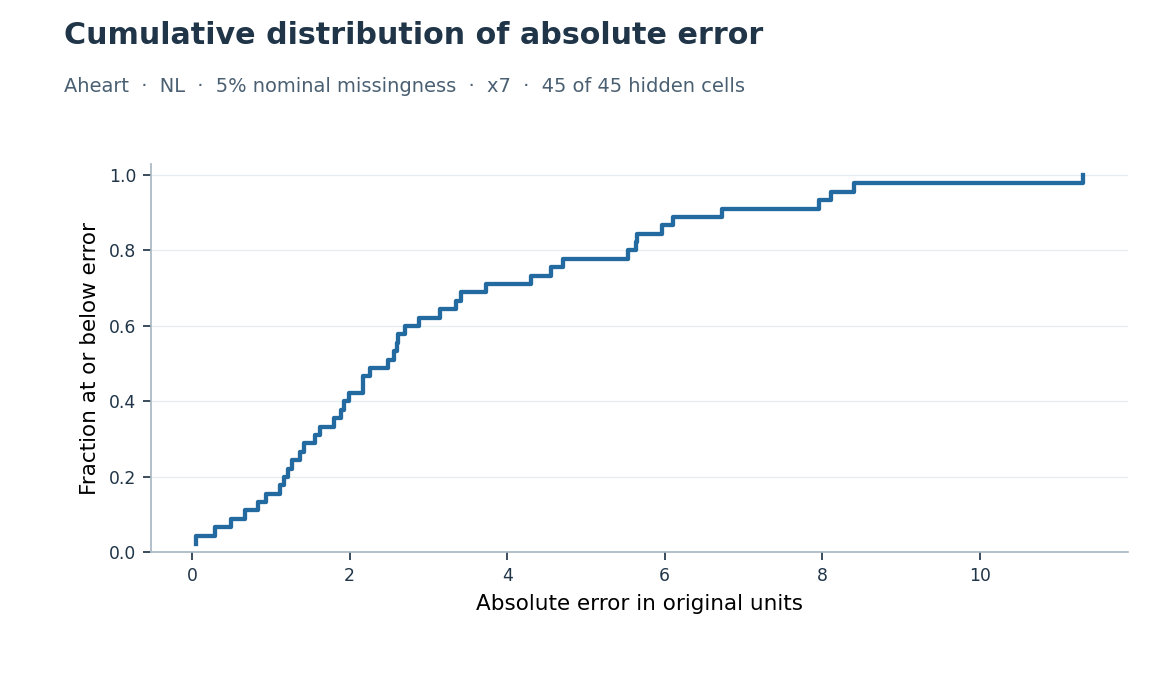 Cumulative distribution of absolute error
Aheart · NL · 5% nominal missingness · x7 · 45 of 45 hidden cells
Fraction at or below error
1.0
0.8
0.6
0.4
0.2
0.0
0 2 4 6 8 10
Absolute error in original units